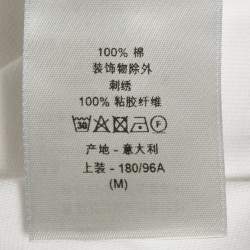 100% 棉
装饰物除外
刺绣
100% 粘胶纤维
30 F
产地 - 意大利
上装 - 180/96A
(M)